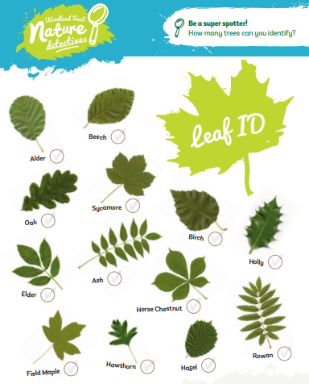 Woodland Trust
Nature
detectives
Be a super spotter!
How many trees can you identify?
leaf ID
Alder
Beech
Oak
Sycamore
Birch
Holly
Elder
Ash
Horse Chestnut
Rowan
Field Maple
Hawthorn
Hazel